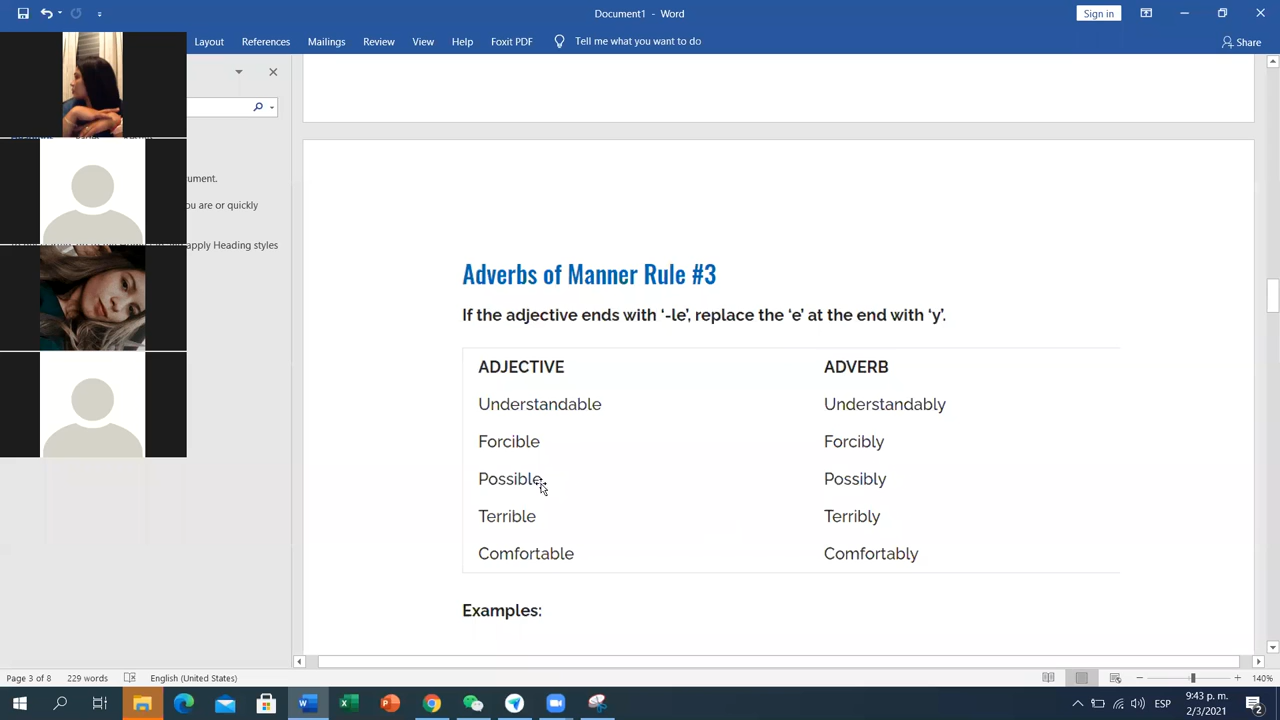 Document1 - Word
Sign in
Layout References Mailings Review View Help Foxit PDF Tell me what you want to do
Share
ument.
ou are or quickly
apply Heading styles
Adverbs of Manner Rule #3
If the adjective ends with ‘-le’, replace the ‘e’ at the end with ‘y’.
ADJECTIVE ADVERB
Understandable Understandably
Forcible Forcibly
Possible Possibly
Terrible Terribly
Comfortable Comfortably
Examples:
Page 3 of 8 229 words English (United States)
140%
ESP
9:43 p. m.
2/3/2021
2